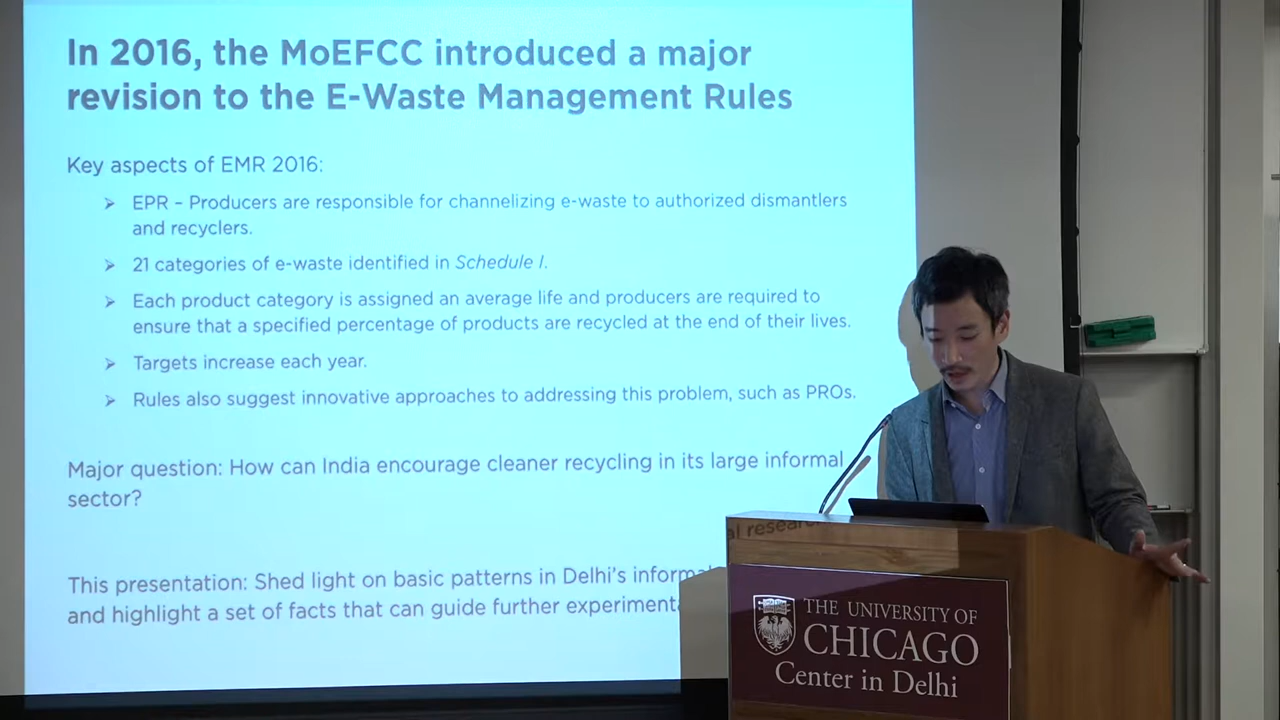 In 2016, the MoEFCC introduced a major
revision to the E-Waste Management Rules
Key aspects of EMR 2016:
➢ EPR – Producers are responsible for channelizing e-waste to authorized dismantlers
and recyclers.
➢ 21 categories of e-waste identified in Schedule I.
➢ Each product category is assigned an average life and producers are required to
ensure that a specified percentage of products are recycled at the end of their lives.
➢ Targets increase each year.
➢ Rules also suggest innovative approaches to addressing this problem, such as PROs.
Major question: How can India encourage cleaner recycling in its large informal
sector?
This presentation: Shed light on basic patterns in Delhi's informal
and highlight a set of facts that can guide further
THE UNIVERSITY OF
CHICAGO
Center in Delhi